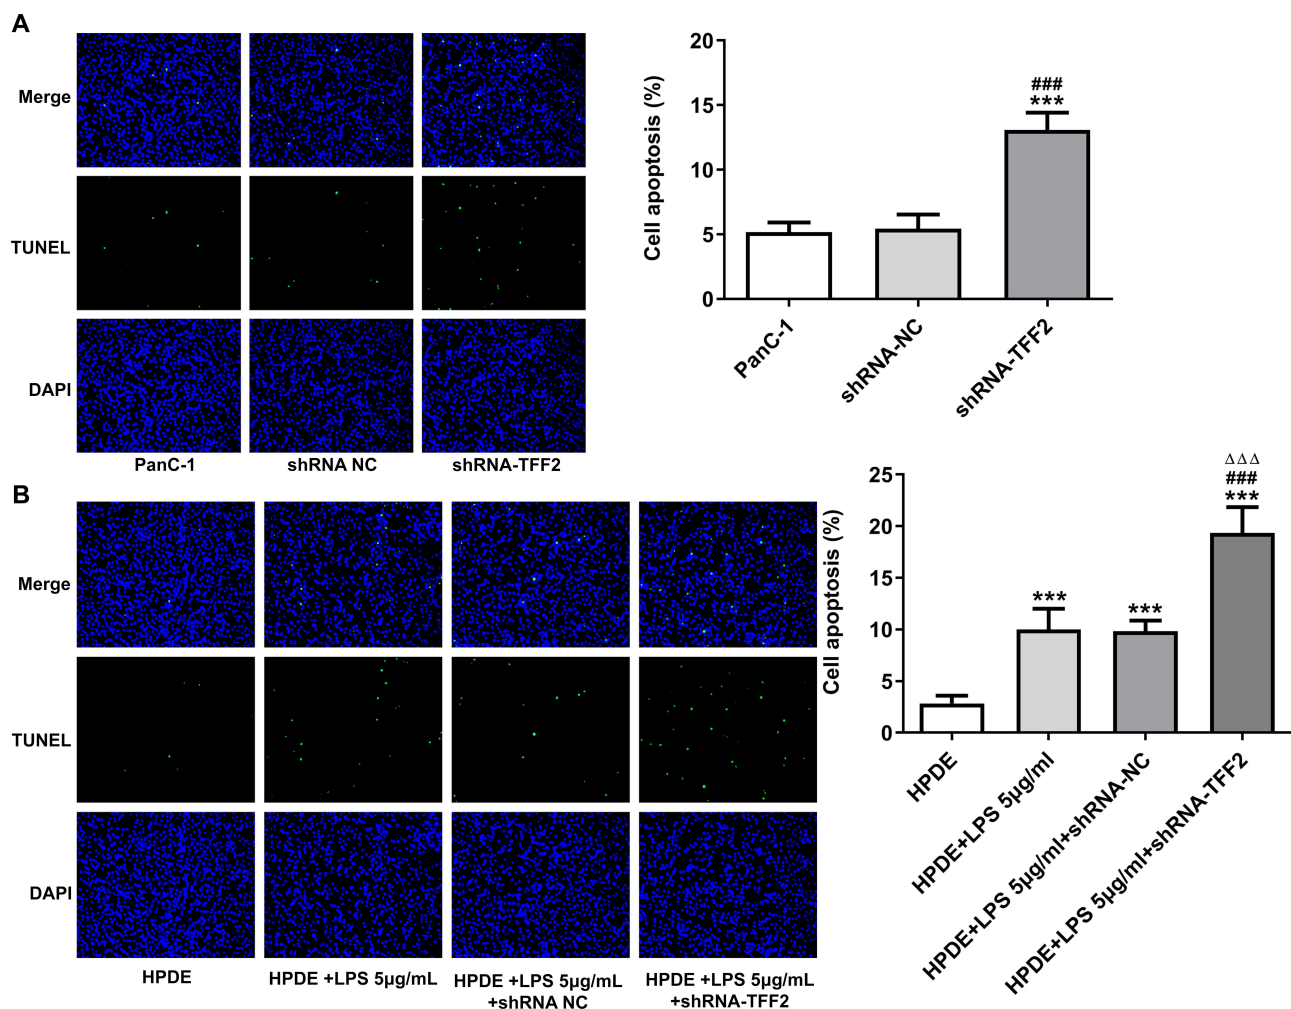 A
Merge
TUNEL
DAPI
PanC-1
shRNA NC
shRNA-TFF2
Cell apoptosis (%)
20
15
10
5
0
###
***
PanC-1
shRNA-NC
shRNA-TFF2
B
Merge
TUNEL
DAPI
HPDE
HPDE +LPS 5μg/mL
HPDE +LPS 5μg/mL
+shRNA NC
HPDE +LPS 5μg/mL
+shRNA-TFF2
Cell apoptosis (%)
25
20
15
10
5
0
***
***
ΔΔΔ
###
***
HPDE
HPDE+LPS 5μg/ml
HPDE+LPS 5μg/ml+shRNA-NC
HPDE+LPS 5μg/ml+shRNA-TFF2